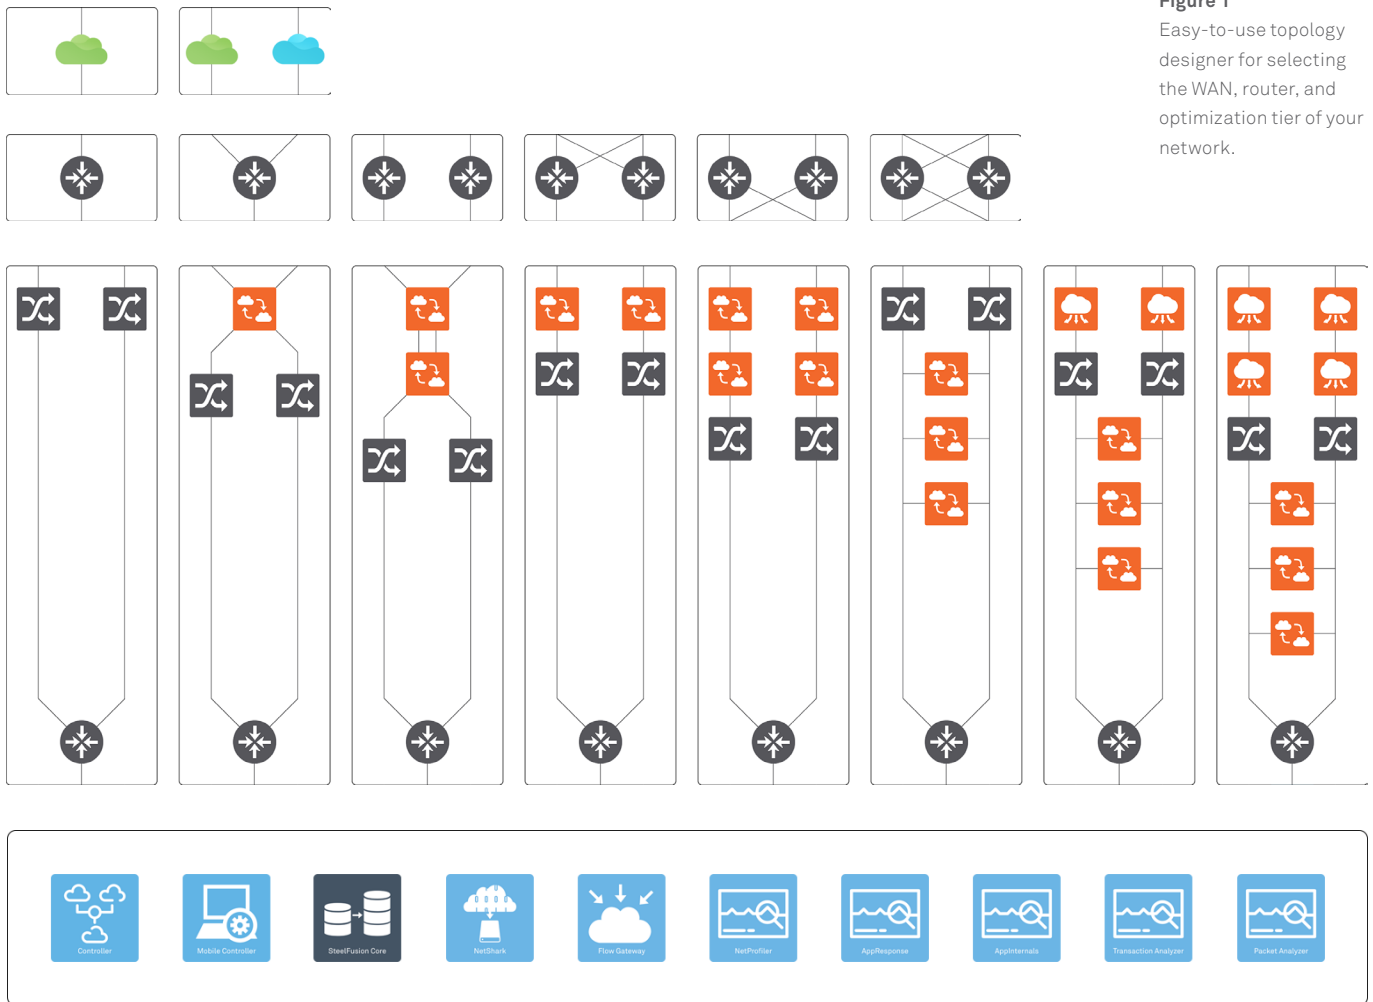 Figure 1
Easy-to-use topology
designer for selecting
the WAN, router, and
optimization tier of your
network.
Controller
Mobile Controller
SteelFusion Core
NetShark
Flow Gateway
NetProfiler
AppResponse
AppInternals
Transaction Analyzer
Packet Analyzer